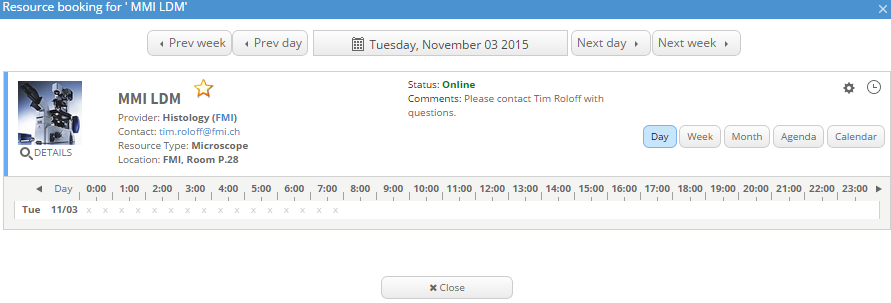 Resource booking for ' MMI LDM' ×
‹ Prev week ‹ Prev day Tuesday, November 03 2015 Next day › Next week ›
MMI LDM
Provider: Histology (FMI)
Contact: tim.roloff@fmi.ch
Resource Type: Microscope
Location: FMI, Room P.28
DETAILS
Status: Online
Comments: Please contact Tim Roloff with
questions.
Day Week Month Agenda Calendar
◄ Day 0:00 1:00 2:00 3:00 4:00 5:00 6:00 7:00 8:00 9:00 10:00 11:00 12:00 13:00 14:00 15:00 16:00 17:00 18:00 19:00 20:00 21:00 22:00 23:00 ►
Tue 11/03 x x x x x x x x x x x x x x x x
✖ Close